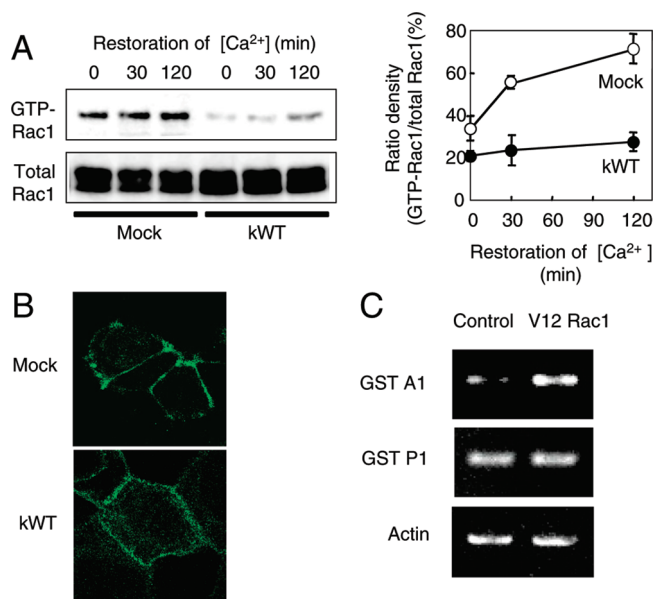 A
Restoration of [Ca²⁺] (min)
0 30 120 0 30 120
GTP-
Rac1
Total
Rac1
Mock kWT
Ratio density
(GTP-Rac1/total Rac1(%)
80
60
40
20
0
Mock
kWT
0 30 60 90 120
Restoration of [Ca²⁺ ]
(min)
B
Mock
kWT
C
Control V12 Rac1
GST A1
GST P1
Actin